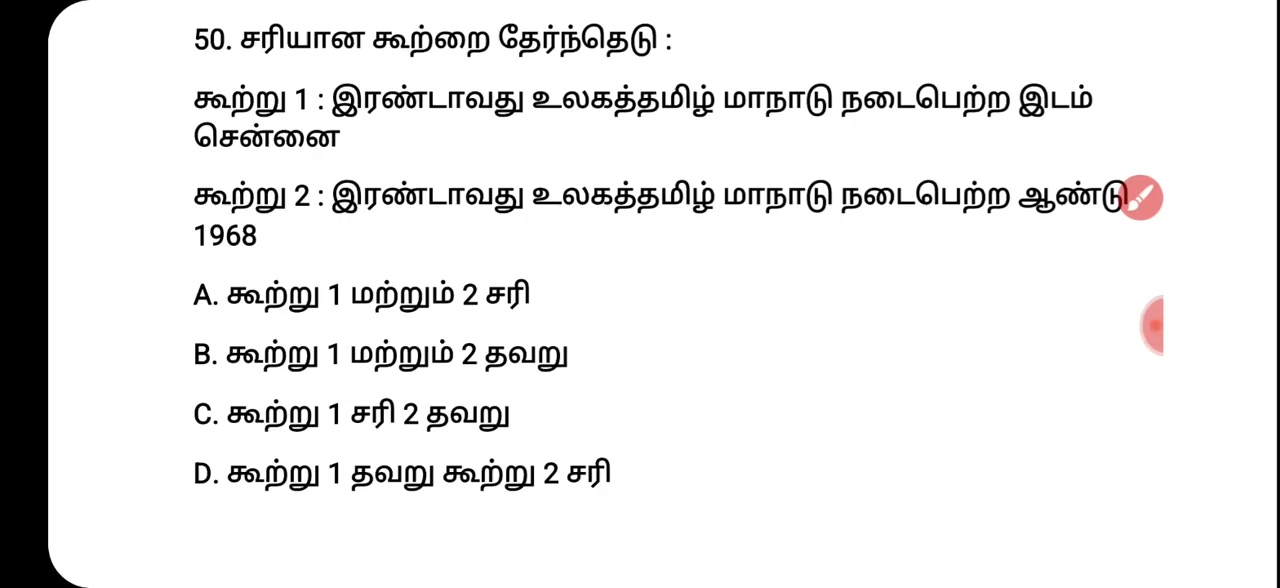 50. சரியான கூற்றை தேர்ந்தெடு :
கூற்று 1 : இரண்டாவது உலகத்தமிழ் மாநாடு நடைபெற்ற இடம்
சென்னை
கூற்று 2 : இரண்டாவது உலகத்தமிழ் மாநாடு நடைபெற்ற ஆண்டு
1968
A. கூற்று 1 மற்றும் 2 சரி
B. கூற்று 1 மற்றும் 2 தவறு
C. கூற்று 1 சரி 2 தவறு
D. கூற்று 1 தவறு கூற்று 2 சரி